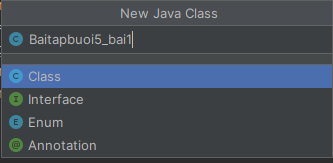 New Java Class
C Baitapbuoi5_bai1
C Class
I Interface
E Enum
@ Annotation